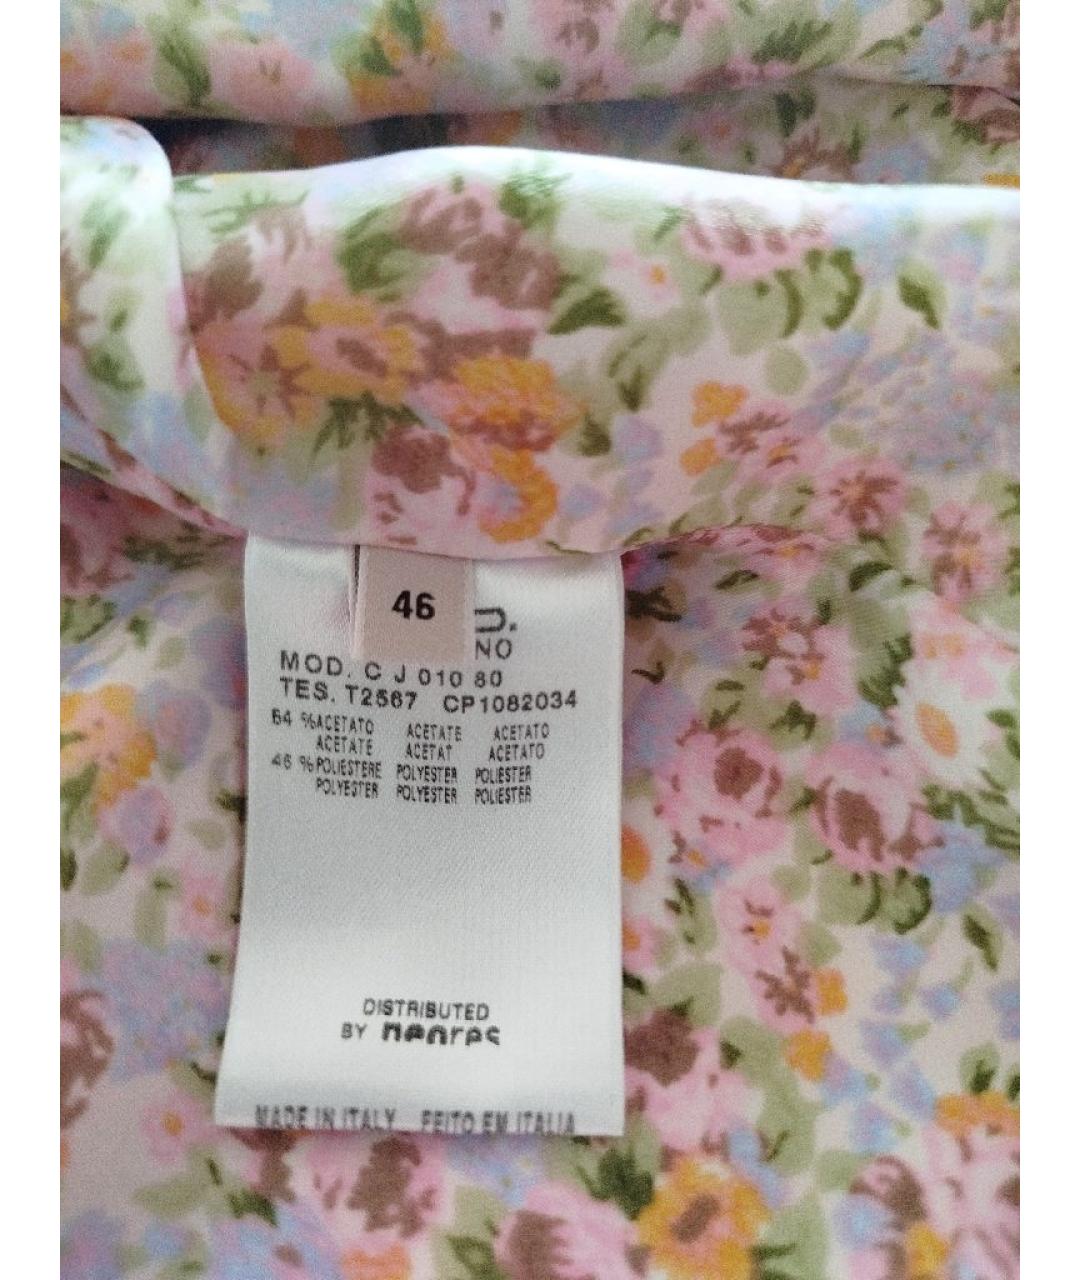 46
NO
MOD. C J 010 80
TES. T2567 CP1082034
64 %ACETATO ACETATE ACETATO
ACETATE ACETAT ACETATO
46 %POLIESTERE POLYESTER POLIESTER
POLYESTER POLYESTER POLIESTER
DISTRIBUTED
BY neares
MADE IN ITALY FEITO EM ITALIA